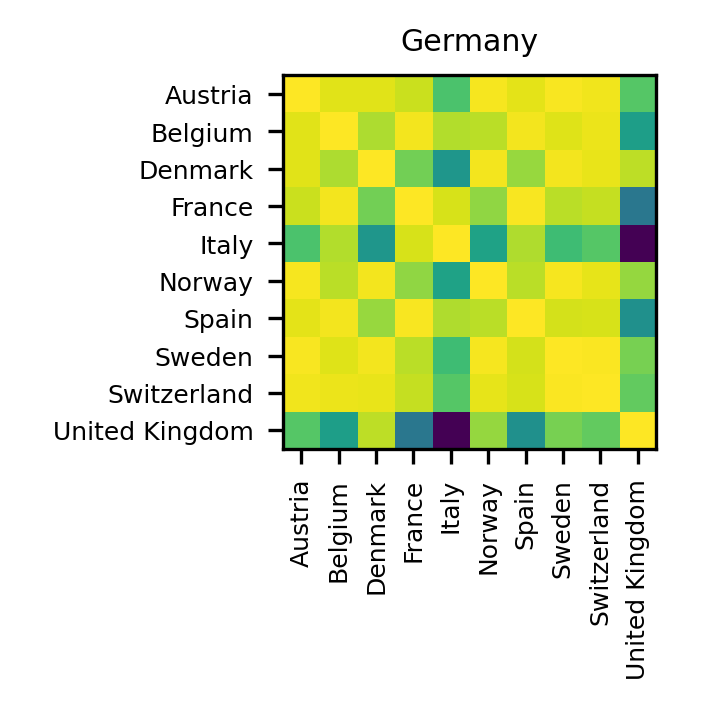 Germany
Austria
Belgium
Denmark
France
Italy
Norway
Spain
Sweden
Switzerland
United Kingdom
Austria
Belgium
Denmark
France
Italy
Norway
Spain
Sweden
Switzerland
United Kingdom